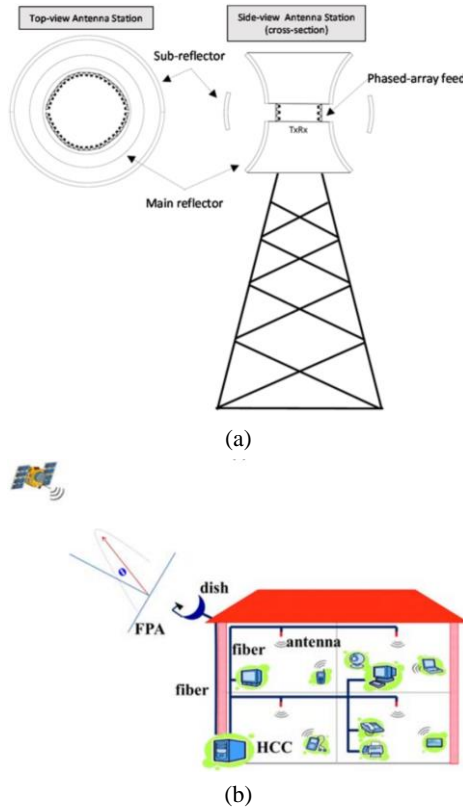 Top-view Antenna Station
Side-view Antenna Station
(cross-section)
Sub-reflector
Phased-array feed
TxRx
Main reflector
(a)
θ
dish
FPA
antenna
fiber
fiber
HCC
(b)